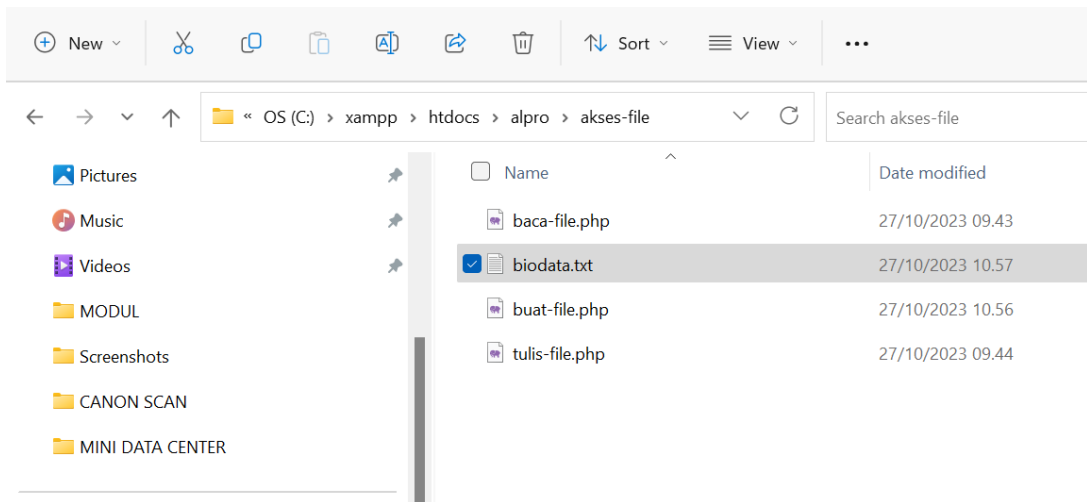 New Sort View
« OS (C:) › xampp › htdocs › alpro › akses-file Search akses-file
Pictures
Music
Videos
MODUL
Screenshots
CANON SCAN
MINI DATA CENTER
Name Date modified
baca-file.php 27/10/2023 09.43
biodata.txt 27/10/2023 10.57
buat-file.php 27/10/2023 10.56
tulis-file.php 27/10/2023 09.44